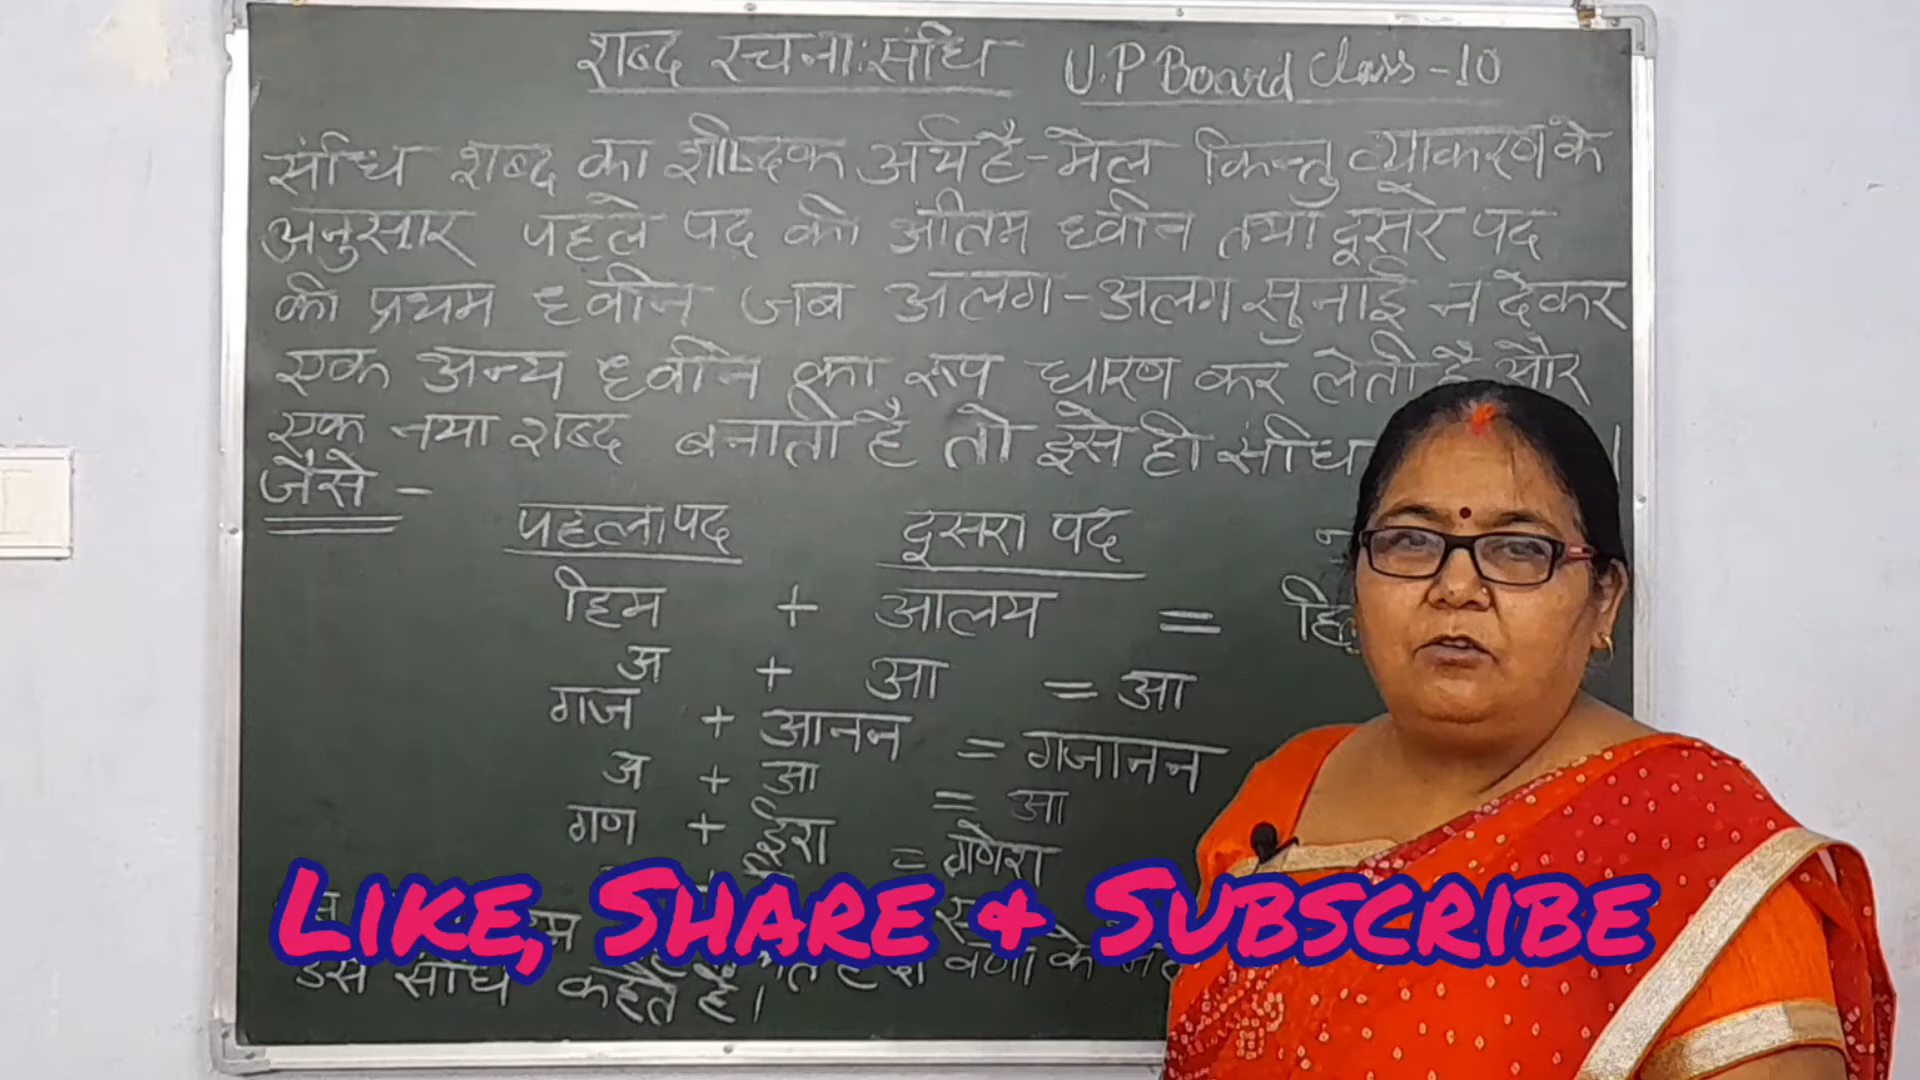 शब्द रचना:संधि U.P Board Class-10
संधि शब्द का शाब्दिक अर्थ है-मेल किन्तु व्याकरण के
अनुसार पहले पद की अंतिम ध्वनि तथा दूसरे पद
की प्रथम ध्वनि जब अलग-अलग सुनाई न देकर
एक अन्य ध्वनि का रूप धारण कर लेती है और
एक नया शब्द बनाती है तो इसे ही संधि
जैसे -
पहला पद दूसरा पद
हिम + आलय =
अ + आ = आ
गज + आनन = गजानन
अ + आ = आ
गण + ईश = गणेश
Like, Share & Subscribe
संधि कहते हैं।